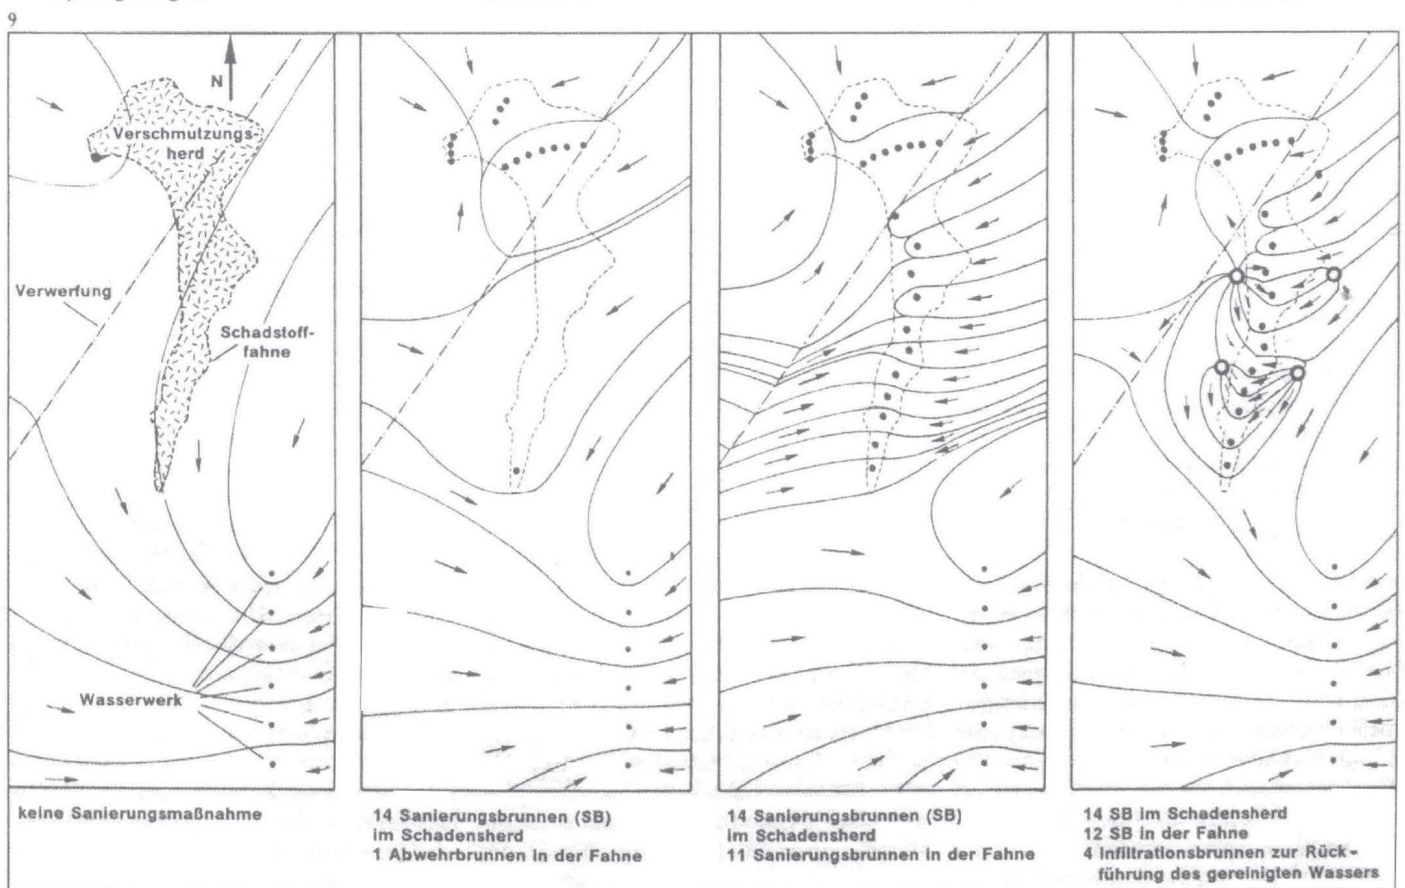 9
N
Verschmutzungs-
herd
Verwerfung
Schadstoff-
fahne
Wasserwerk
keine Sanierungsmaßnahme
14 Sanierungsbrunnen (SB)
im Schadensherd
1 Abwehrbrunnen in der Fahne
14 Sanierungsbrunnen (SB)
im Schadensherd
11 Sanierungsbrunnen in der Fahne
14 SB im Schadensherd
12 SB in der Fahne
4 Infiltrationsbrunnen zur Rück-
führung des gereinigten Wassers